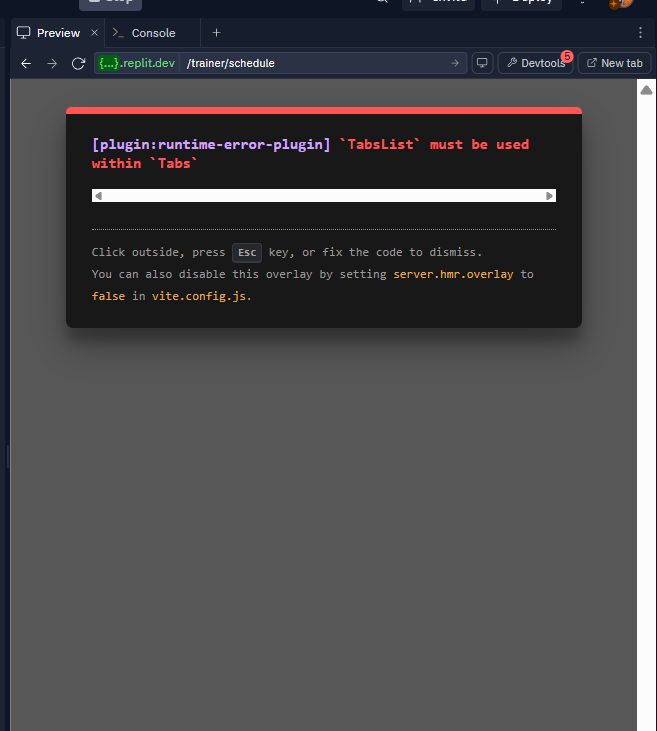 Stop
Invite
Deploy
Preview
Console
{...}.replit.dev /trainer/schedule
Devtools 5
New tab
[plugin:runtime-error-plugin] `TabsList` must be used
within `Tabs`
Click outside, press Esc key, or fix the code to dismiss.
You can also disable this overlay by setting server.hmr.overlay to
false in vite.config.js.